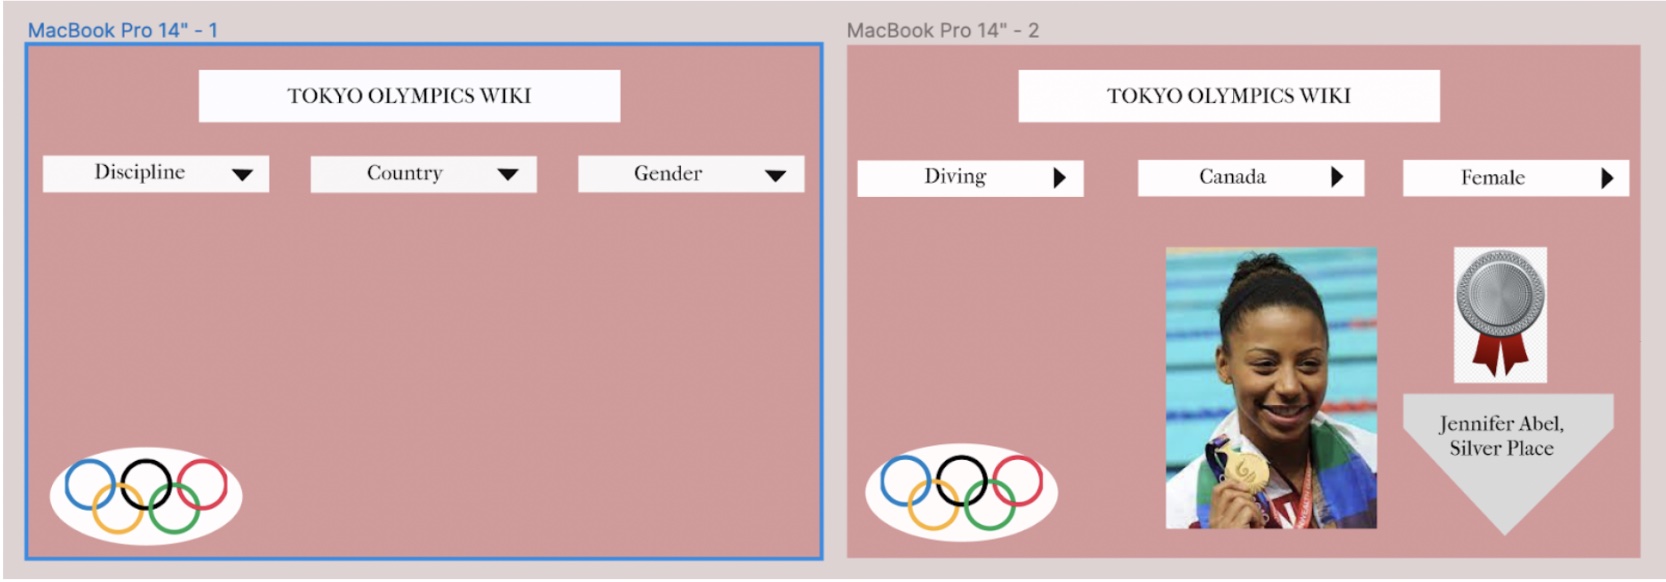 MacBook Pro 14" - 1
TOKYO OLYMPICS WIKI
Discipline
Country
Gender
MacBook Pro 14" - 2
TOKYO OLYMPICS WIKI
Diving
Canada
Female
Jennifer Abel,
Silver Place